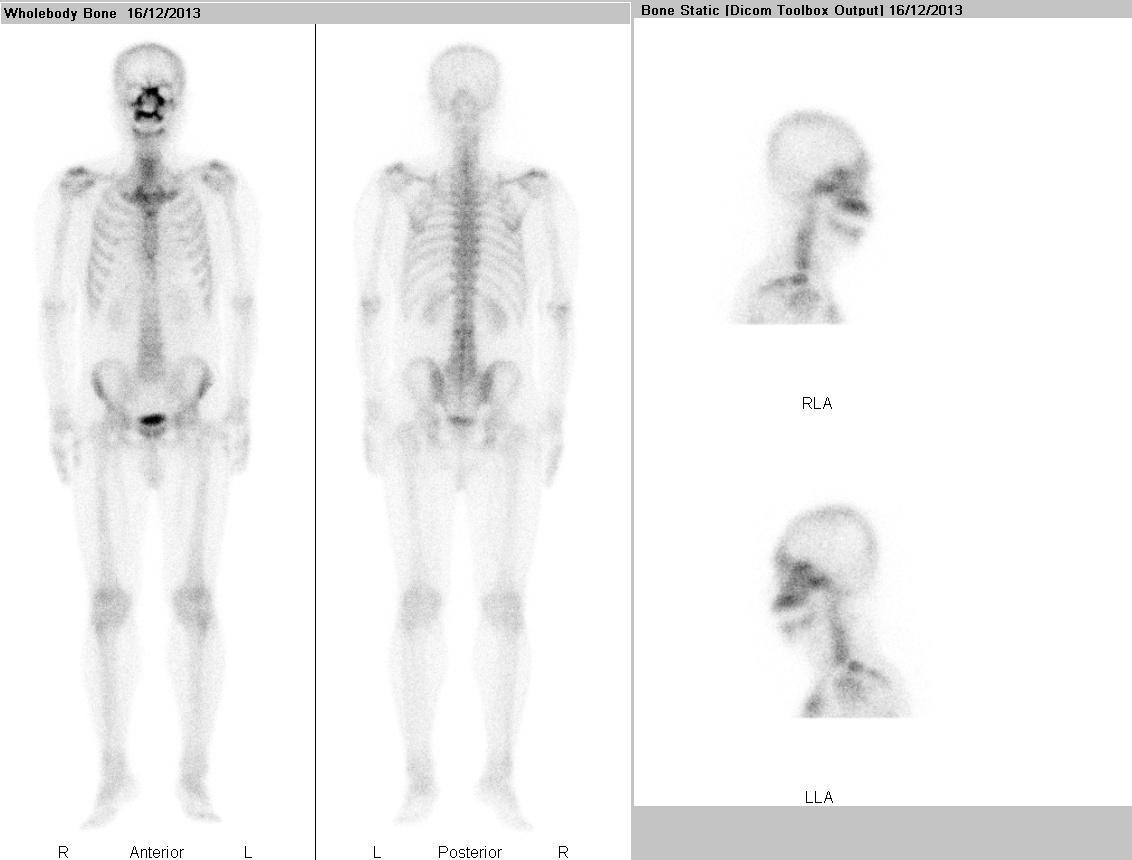 Wholebody Bone 16/12/2013
Bone Static [Dicom Toolbox Output] 16/12/2013
RLA
LLA
R Anterior L
L Posterior R